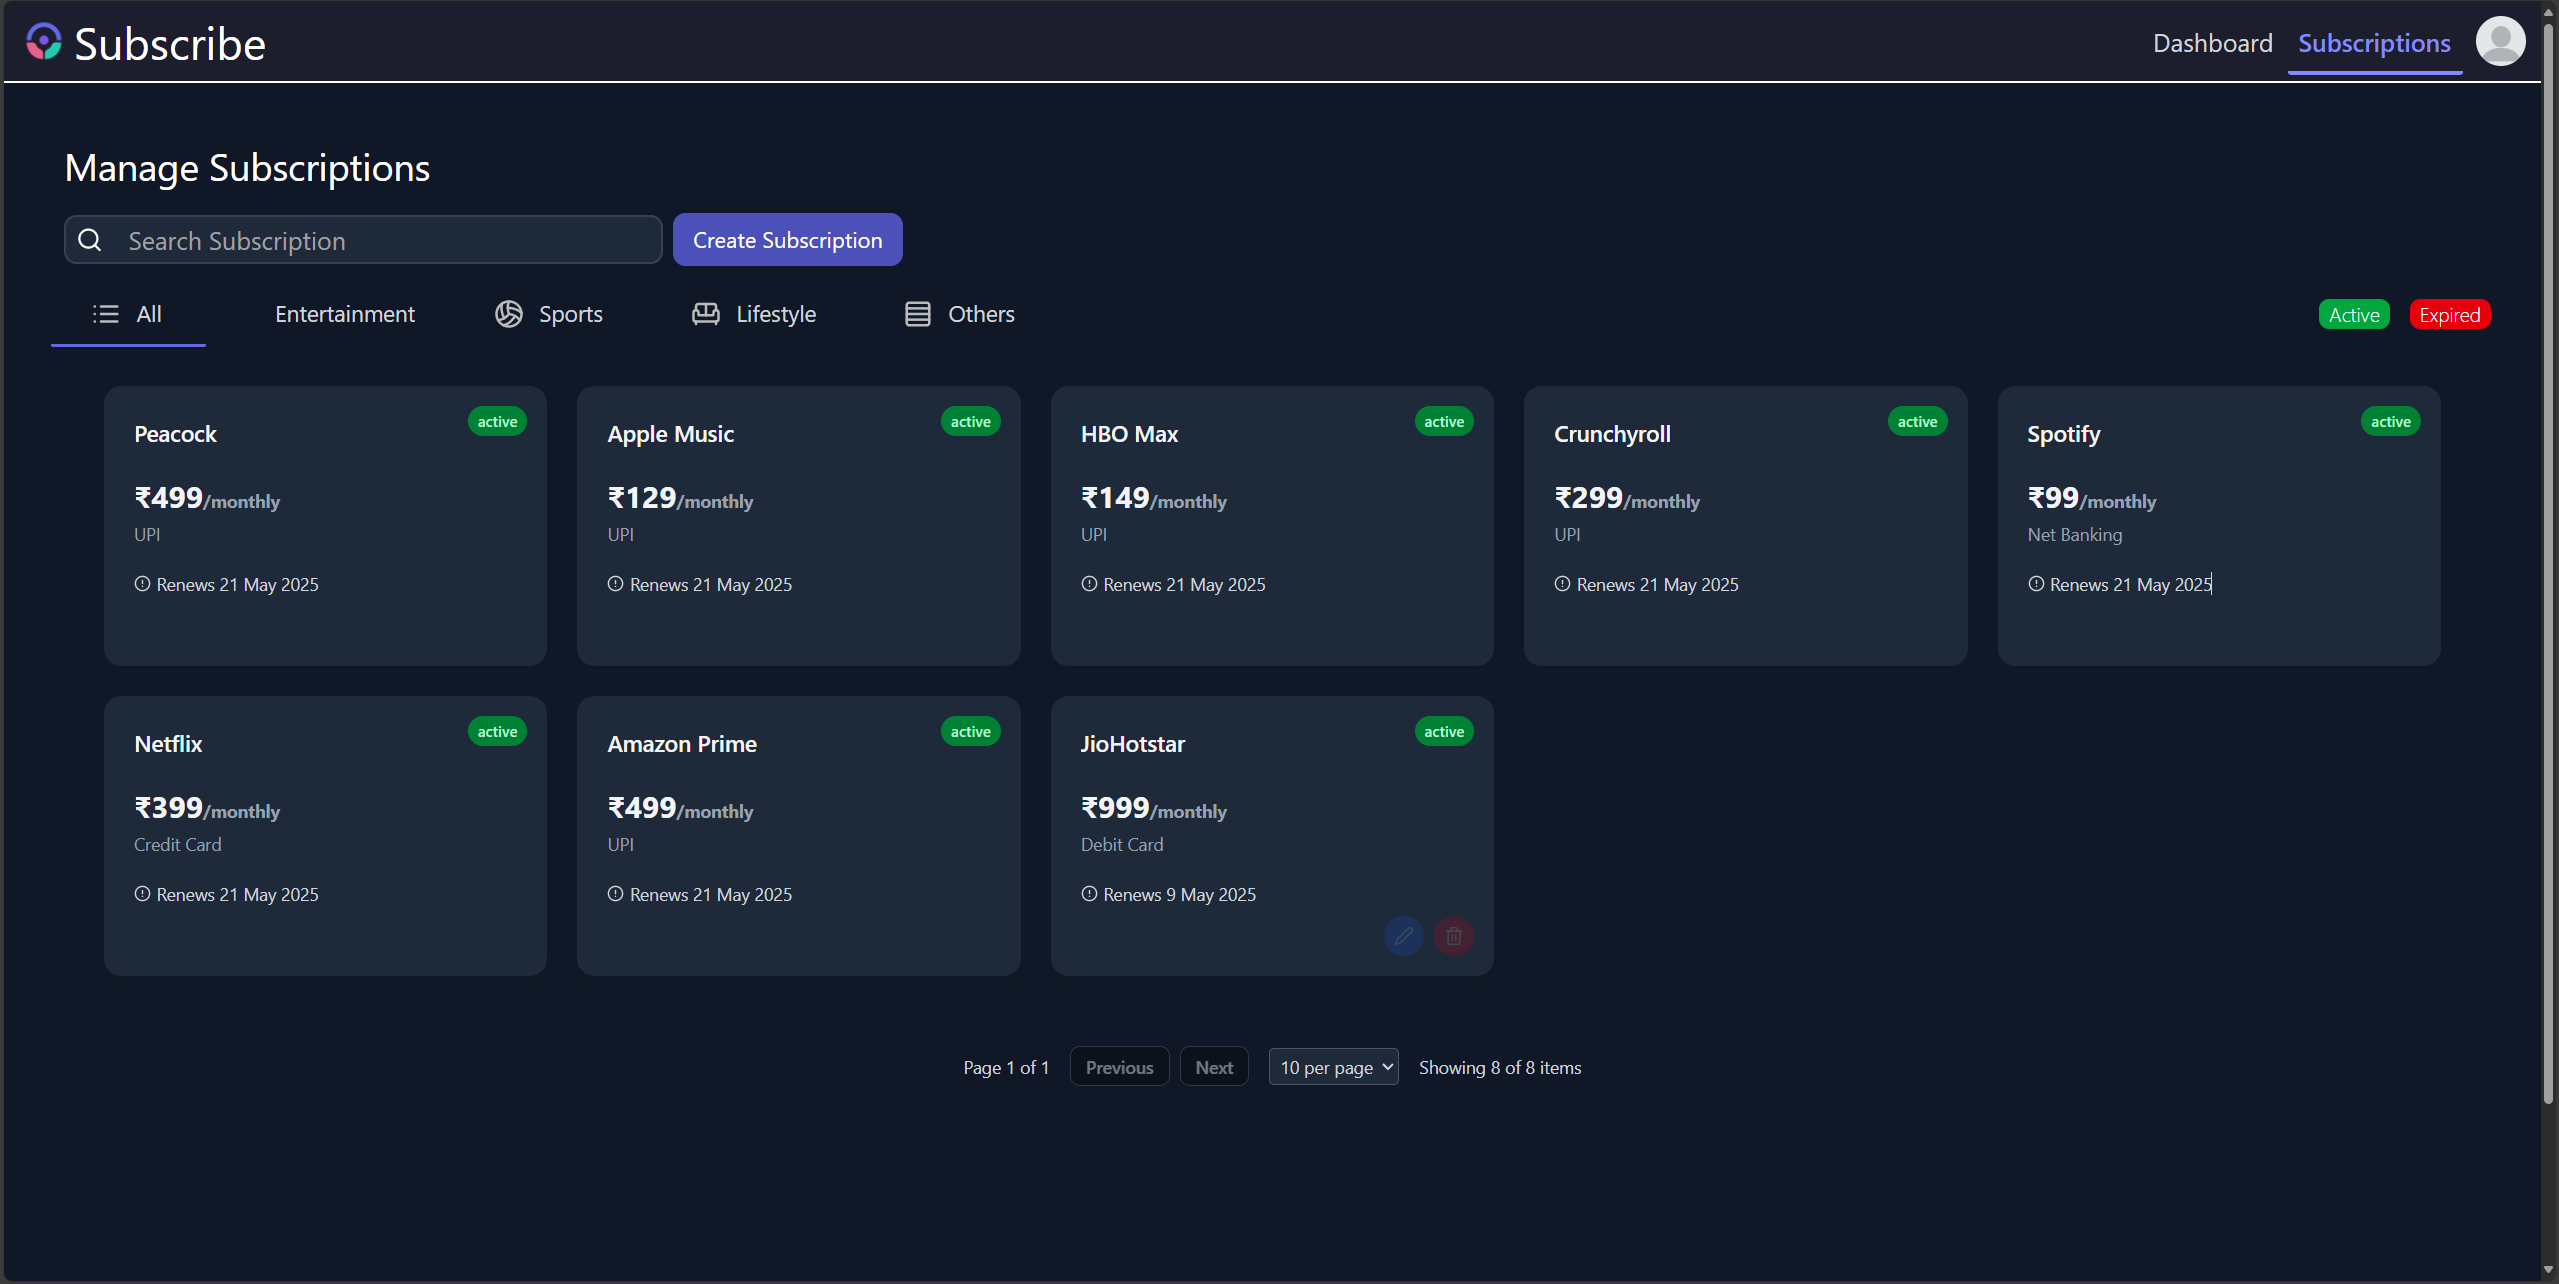 Subscribe
Dashboard Subscriptions
Manage Subscriptions
Search Subscription Create Subscription
All Entertainment Sports Lifestyle Others Active Expired
Peacock active
₹499/monthly
UPI
Renews 21 May 2025
Apple Music active
₹129/monthly
UPI
Renews 21 May 2025
HBO Max active
₹149/monthly
UPI
Renews 21 May 2025
Crunchyroll active
₹299/monthly
UPI
Renews 21 May 2025
Spotify active
₹99/monthly
Net Banking
Renews 21 May 2025
Netflix active
₹399/monthly
Credit Card
Renews 21 May 2025
Amazon Prime active
₹499/monthly
UPI
Renews 21 May 2025
JioHotstar active
₹999/monthly
Debit Card
Renews 9 May 2025
Page 1 of 1 Previous Next 10 per page Showing 8 of 8 items